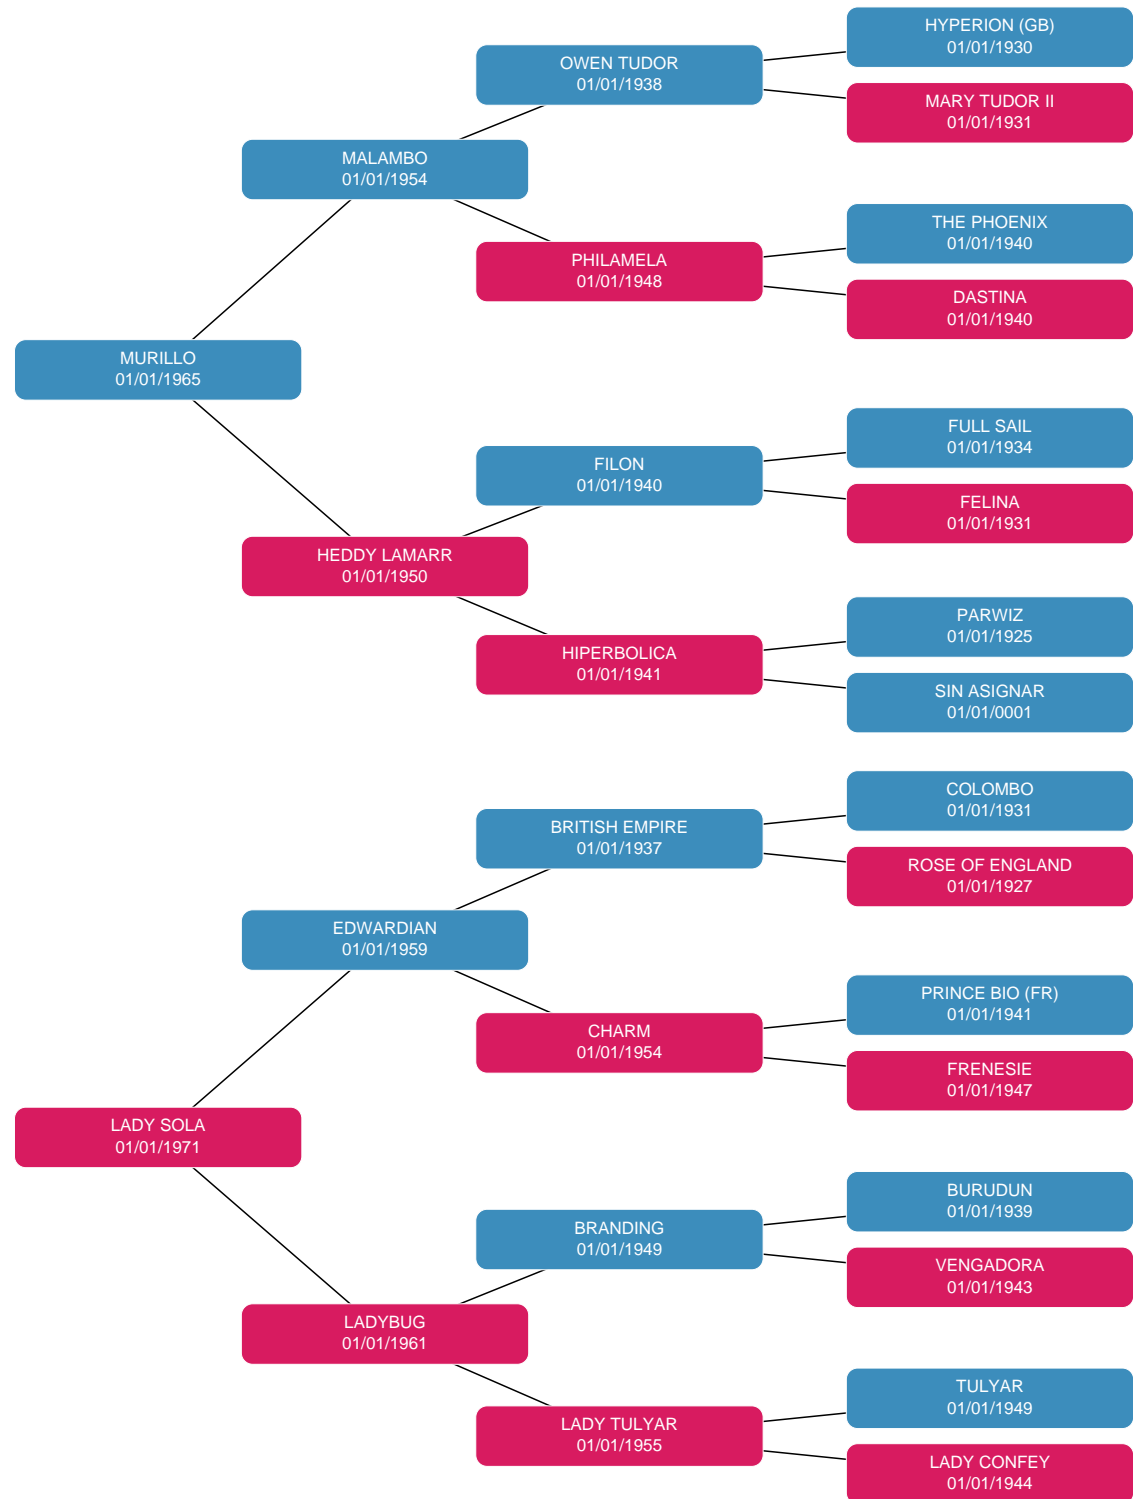 HYPERION (GB)
01/01/1930
OWEN TUDOR
01/01/1938
MARY TUDOR II
01/01/1931
MALAMBO
01/01/1954
THE PHOENIX
01/01/1940
PHILAMELA
01/01/1948
DASTINA
01/01/1940
MURILLO
01/01/1965
FULL SAIL
01/01/1934
FILON
01/01/1940
FELINA
01/01/1931
HEDDY LAMARR
01/01/1950
PARWIZ
01/01/1925
HIPERBOLICA
01/01/1941
SIN ASIGNAR
01/01/0001
COLOMBO
01/01/1931
BRITISH EMPIRE
01/01/1937
ROSE OF ENGLAND
01/01/1927
EDWARDIAN
01/01/1959
PRINCE BIO (FR)
01/01/1941
CHARM
01/01/1954
FRENESIE
01/01/1947
LADY SOLA
01/01/1971
BURUDUN
01/01/1939
BRANDING
01/01/1949
VENGADORA
01/01/1943
LADYBUG
01/01/1961
TULYAR
01/01/1949
LADY TULYAR
01/01/1955
LADY CONFEY
01/01/1944